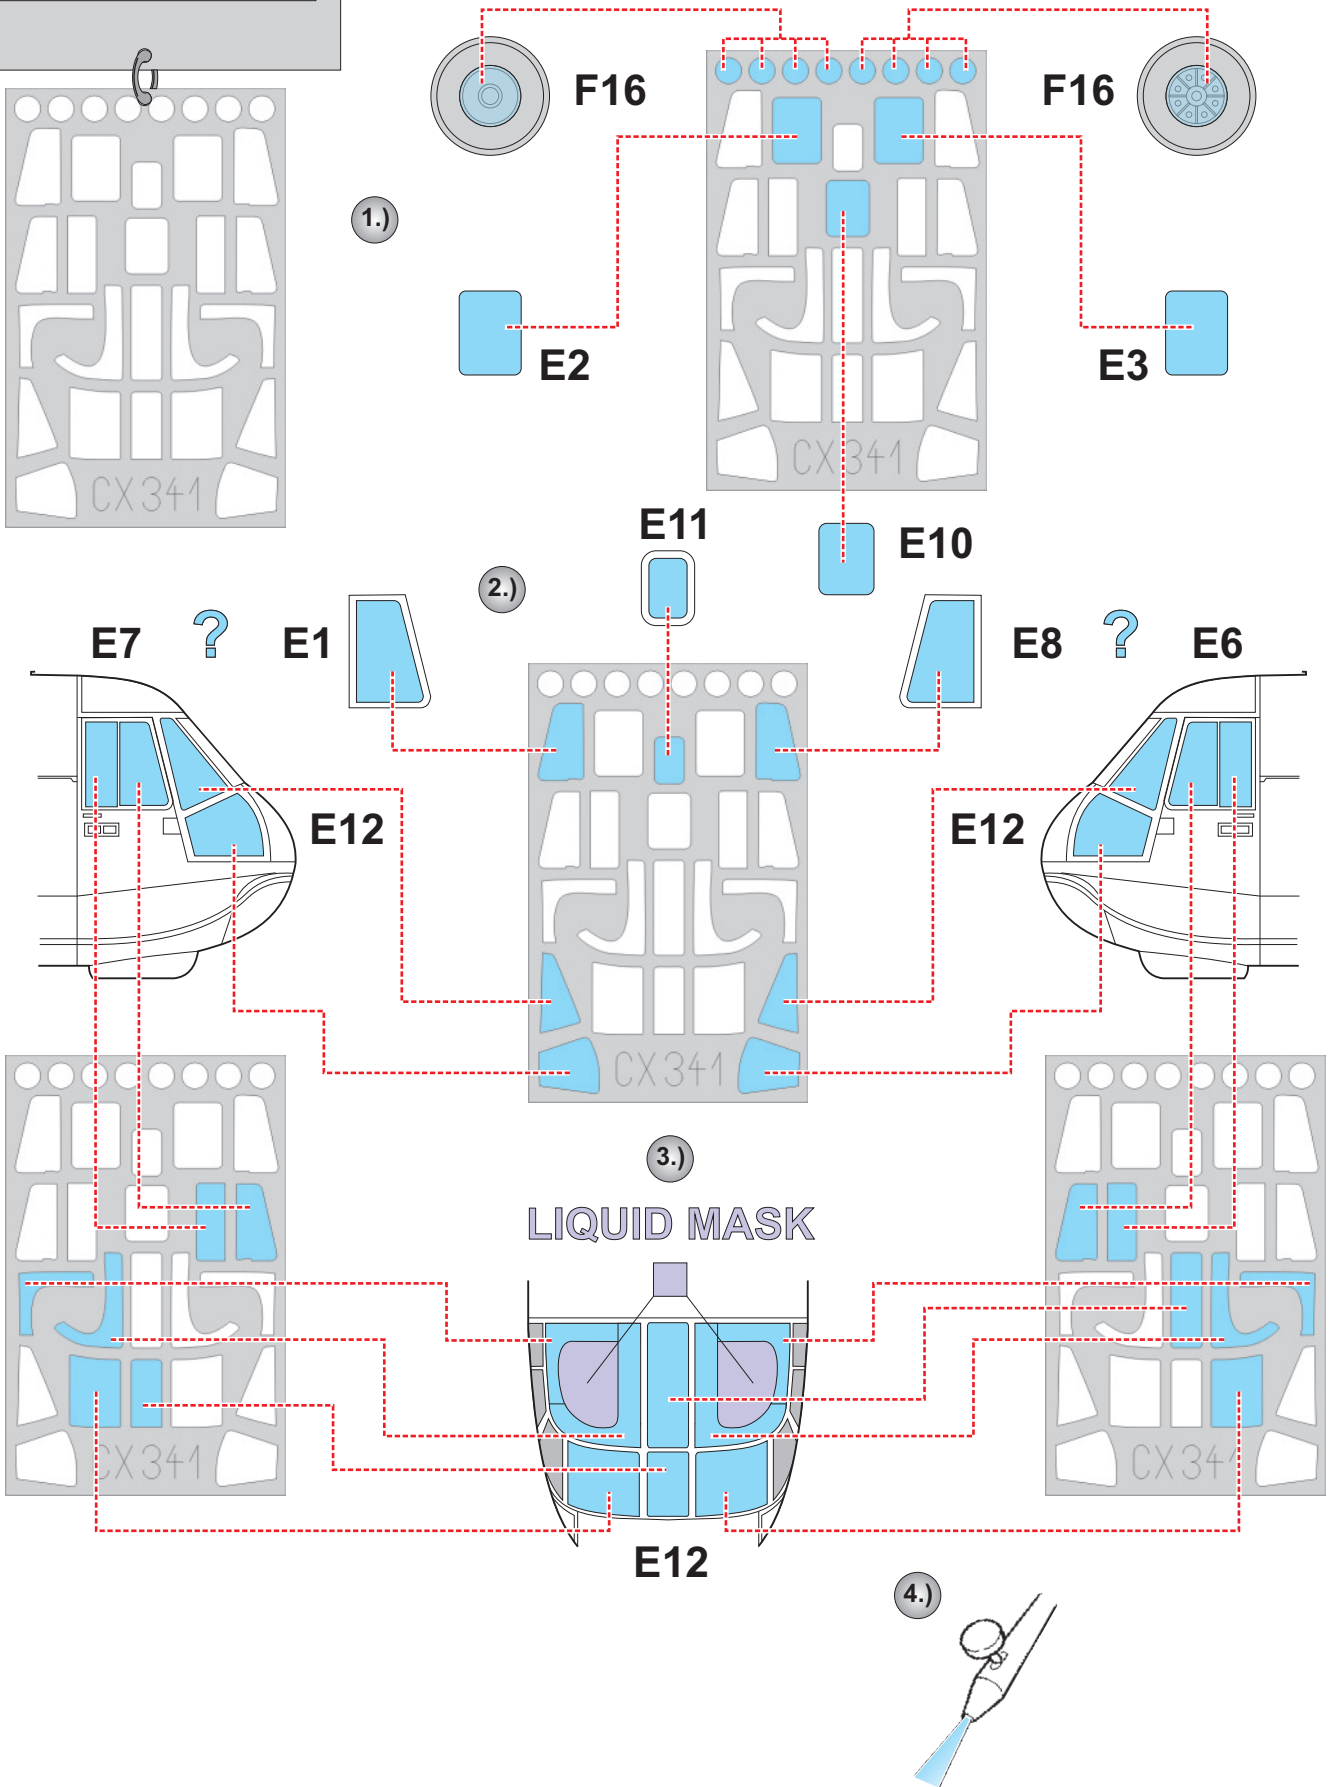 F16
F16
1.)
E2
E3
CX341
CX341
E11
E10
2.)
E7
?
E1
E8
?
E6
E12
E12
CX341
3.)
LIQUID MASK
CX341
CX341
E12
4.)